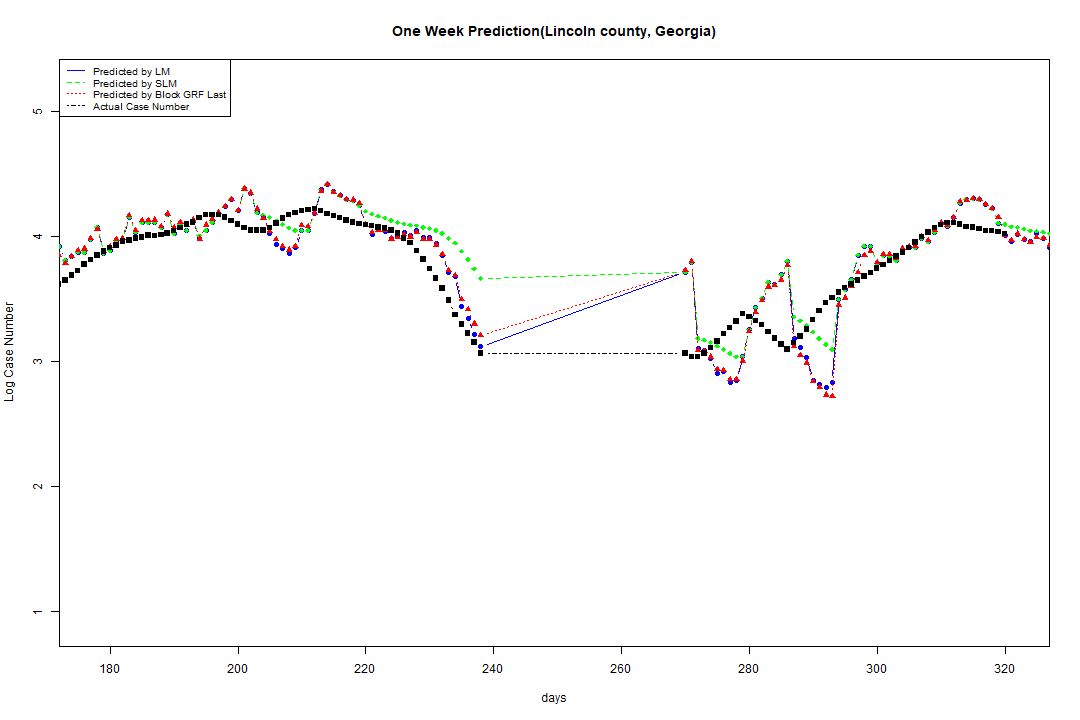 One Week Prediction(Lincoln county, Georgia)
Predicted by LM
Predicted by SLM
Predicted by Block GRF Last
Actual Case Number
5
4
3
2
1
Log Case Number
180 200 220 240 260 280 300 320
days